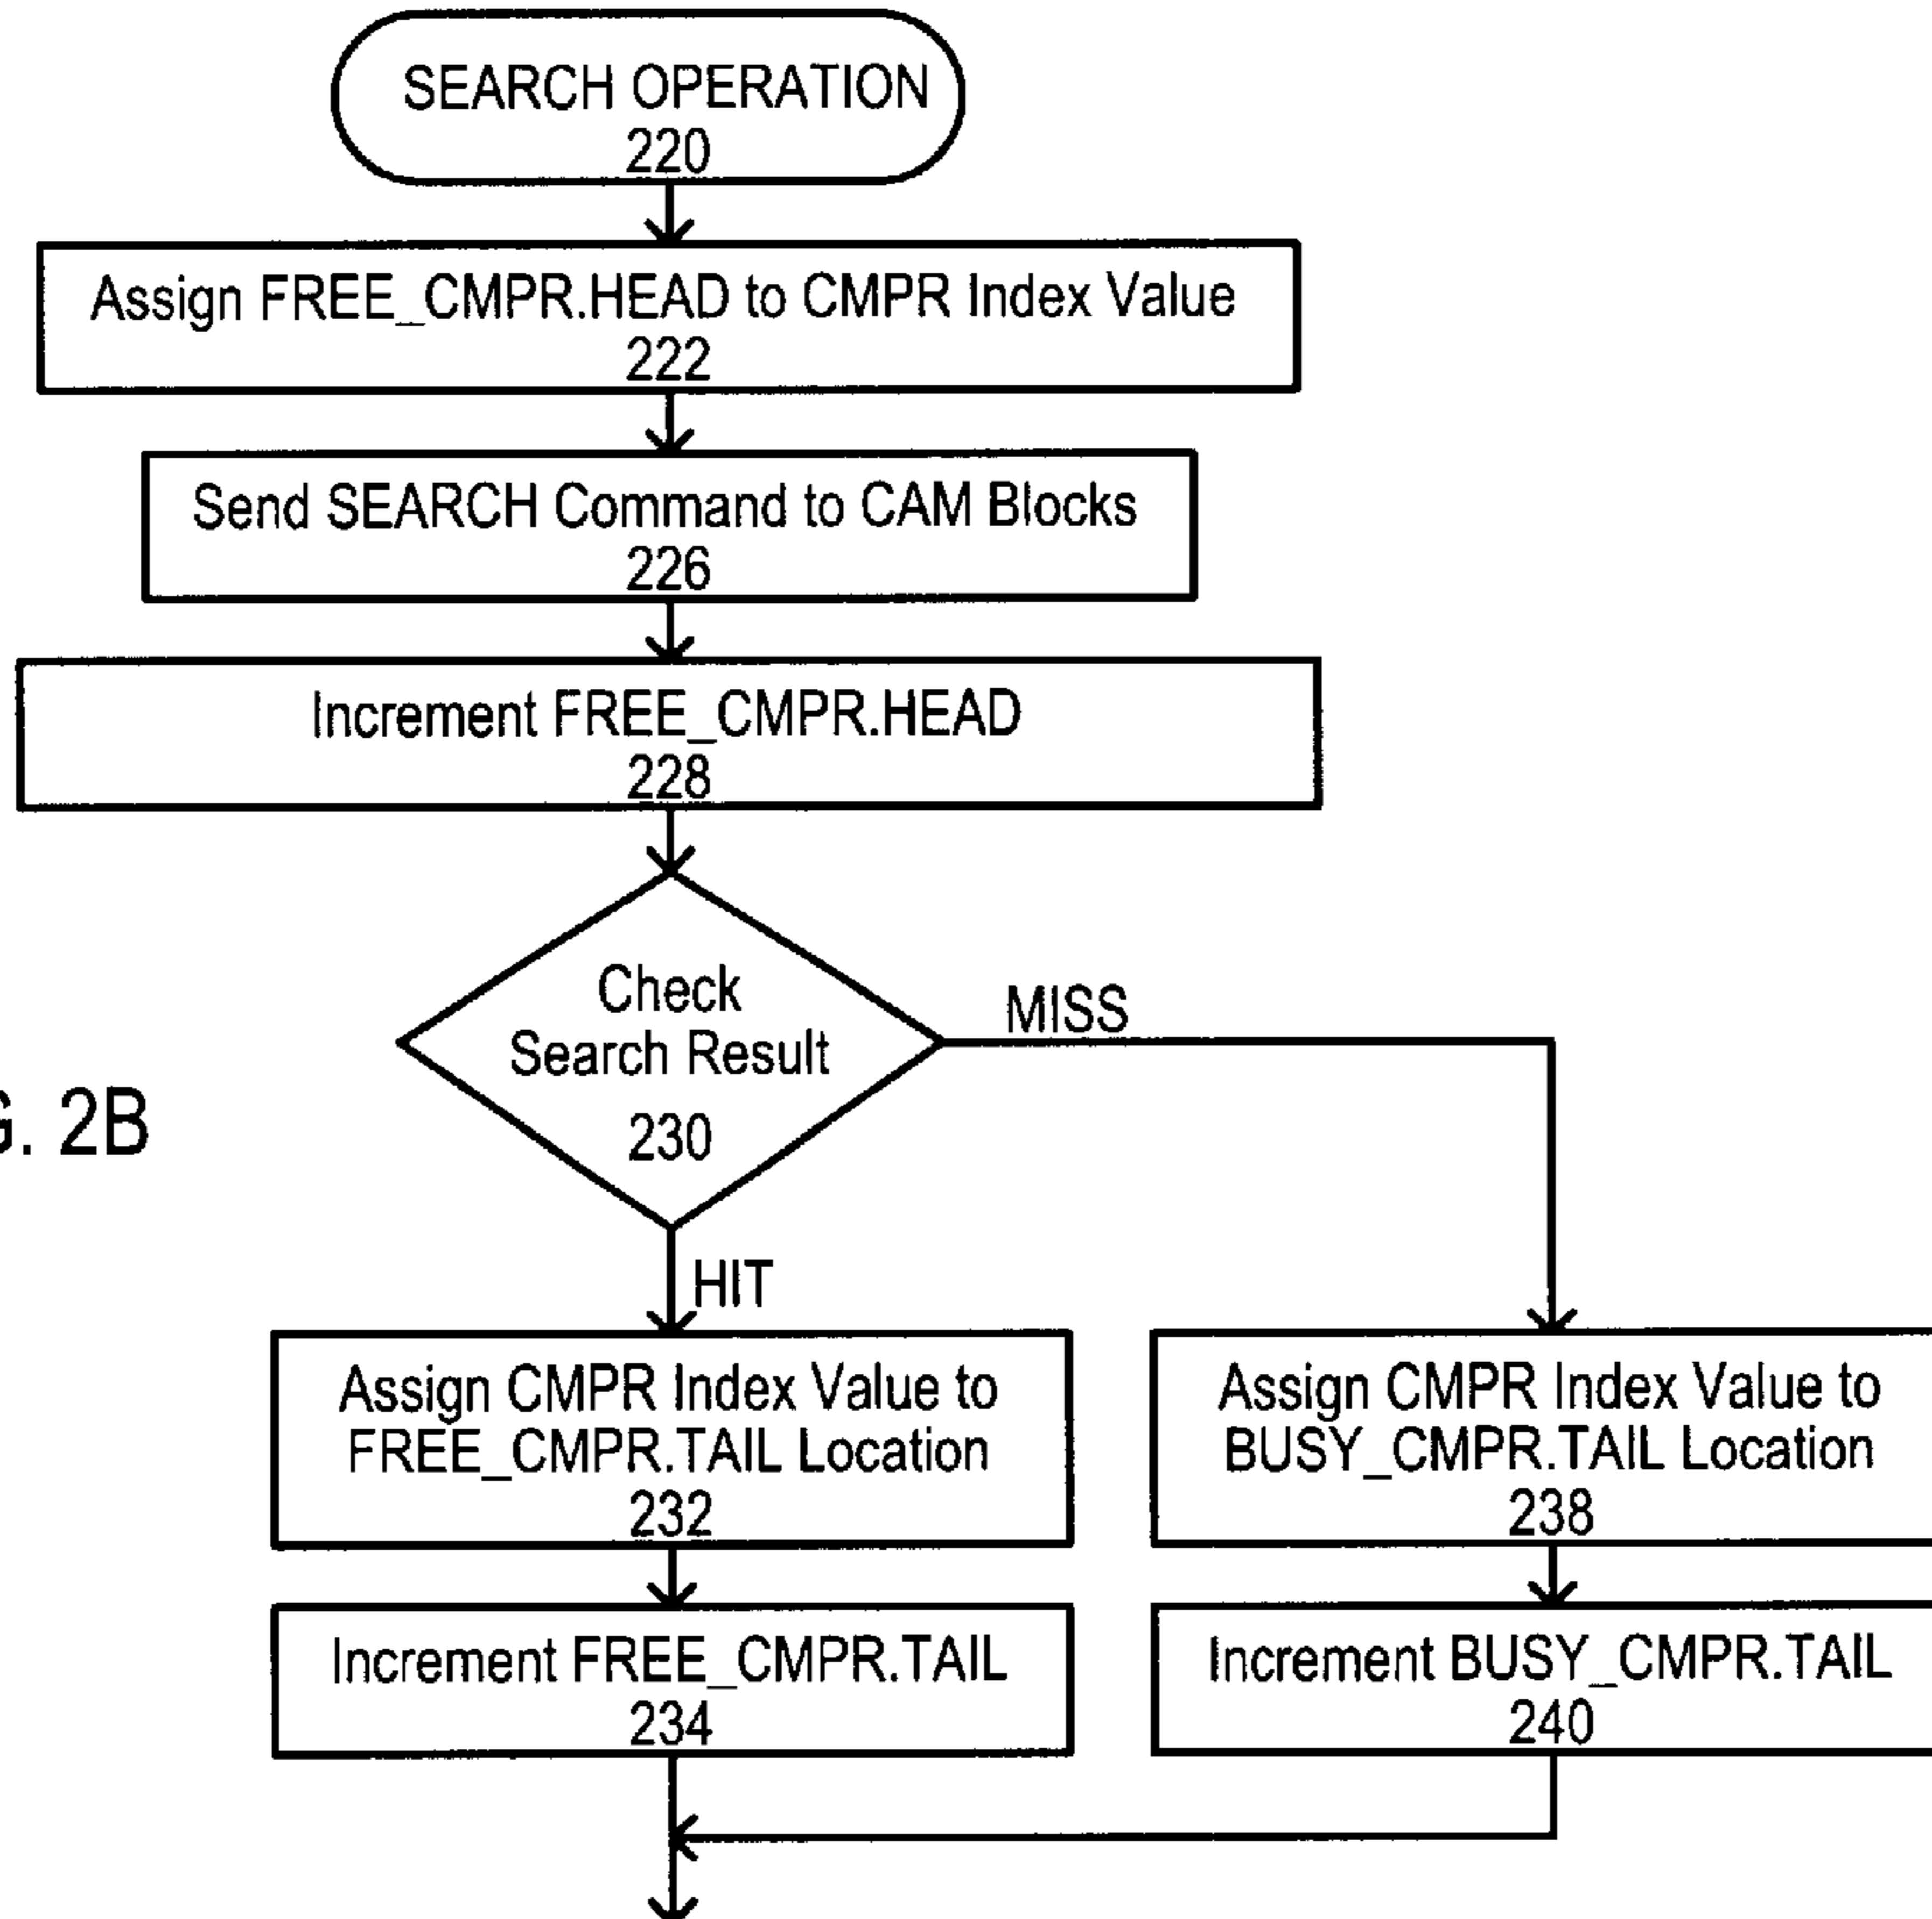 SEARCH OPERATION
220
Assign FREE_CMPR.HEAD to CMPR Index Value
222
Send SEARCH Command to CAM Blocks
226
Increment FREE_CMPR.HEAD
228
Check
Search Result
230
MISS
G. 2B
HIT
Assign CMPR Index Value to
FREE_CMPR.TAIL Location
232
Assign CMPR Index Value to
BUSY_CMPR.TAIL Location
238
Increment FREE_CMPR.TAIL
234
Increment BUSY_CMPR.TAIL
240